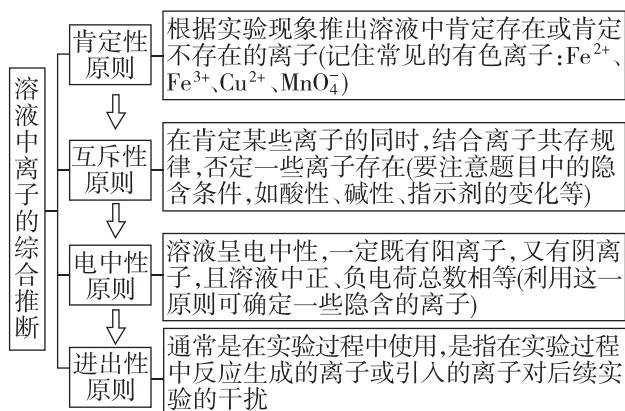 溶液中离子的综合推断
肯定性
原则
根据实验现象推出溶液中肯定存在或肯定
不存在的离子(记住常见的有色离子:Fe²⁺、
Fe³⁺、Cu²⁺、MnO₄⁻)
互斥性
原则
在肯定某些离子的同时,结合离子共存规
律,否定一些离子存在(要注意题目中的隐
含条件,如酸性、碱性、指示剂的变化等)
电中性
原则
溶液呈电中性,一定既有阳离子,又有阴离
子,且溶液中正、负电荷总数相等(利用这一
原则可确定一些隐含的离子)
进出性
原则
通常是在实验过程中使用,是指在实验过程
中反应生成的离子或引入的离子对后续
实验的干扰